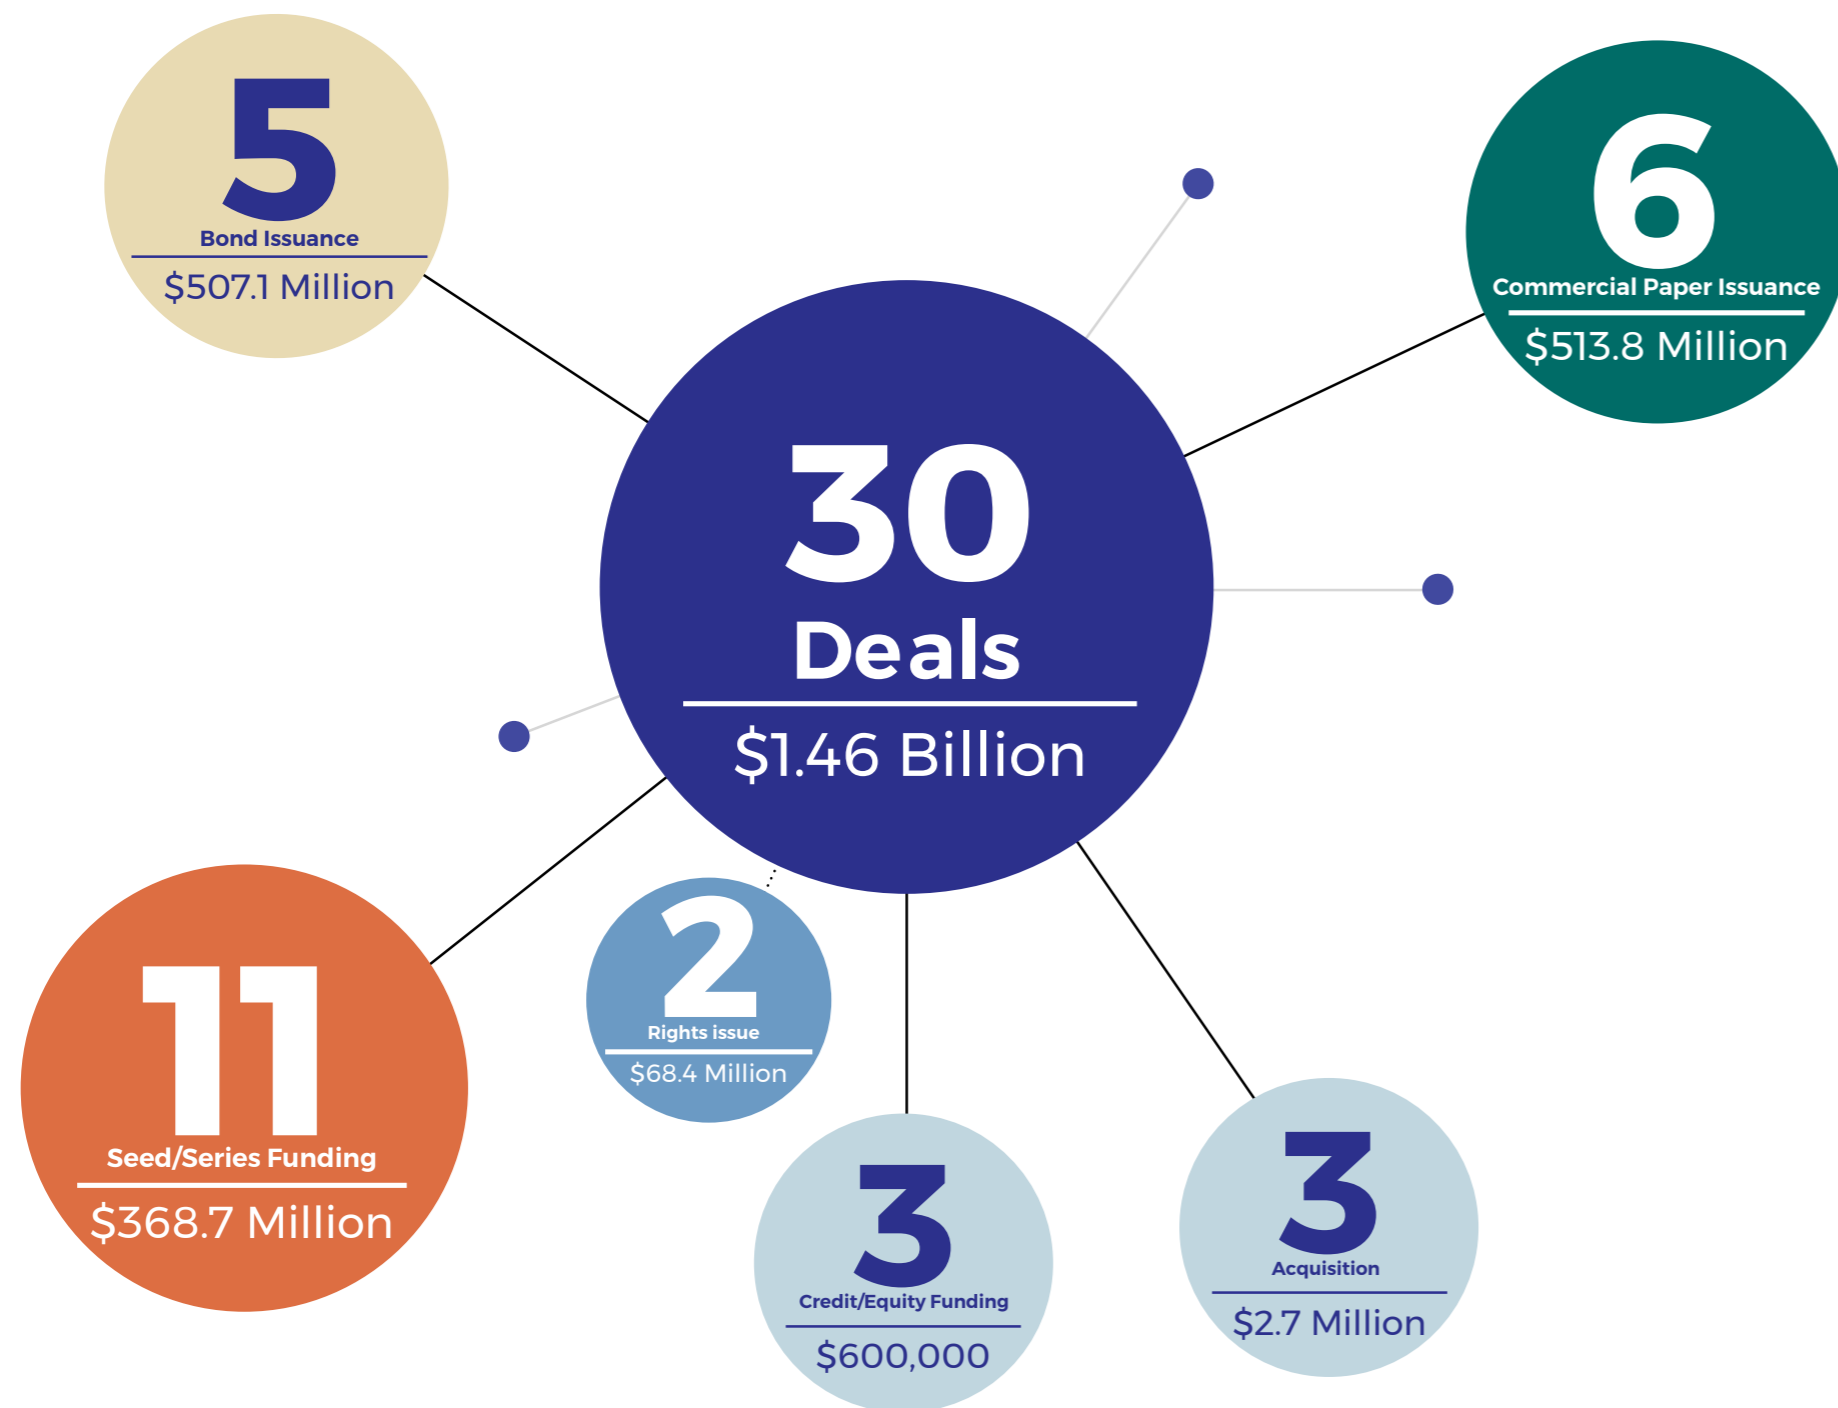 5
Bond Issuance
$507.1 Million
6
Commercial Paper Issuance
$513.8 Million
30
Deals
$1.46 Billion
11
Seed/Series Funding
$368.7 Million
2
Rights issue
$68.4 Million
3
Credit/Equity Funding
$600,000
3
Acquisition
$2.7 Million